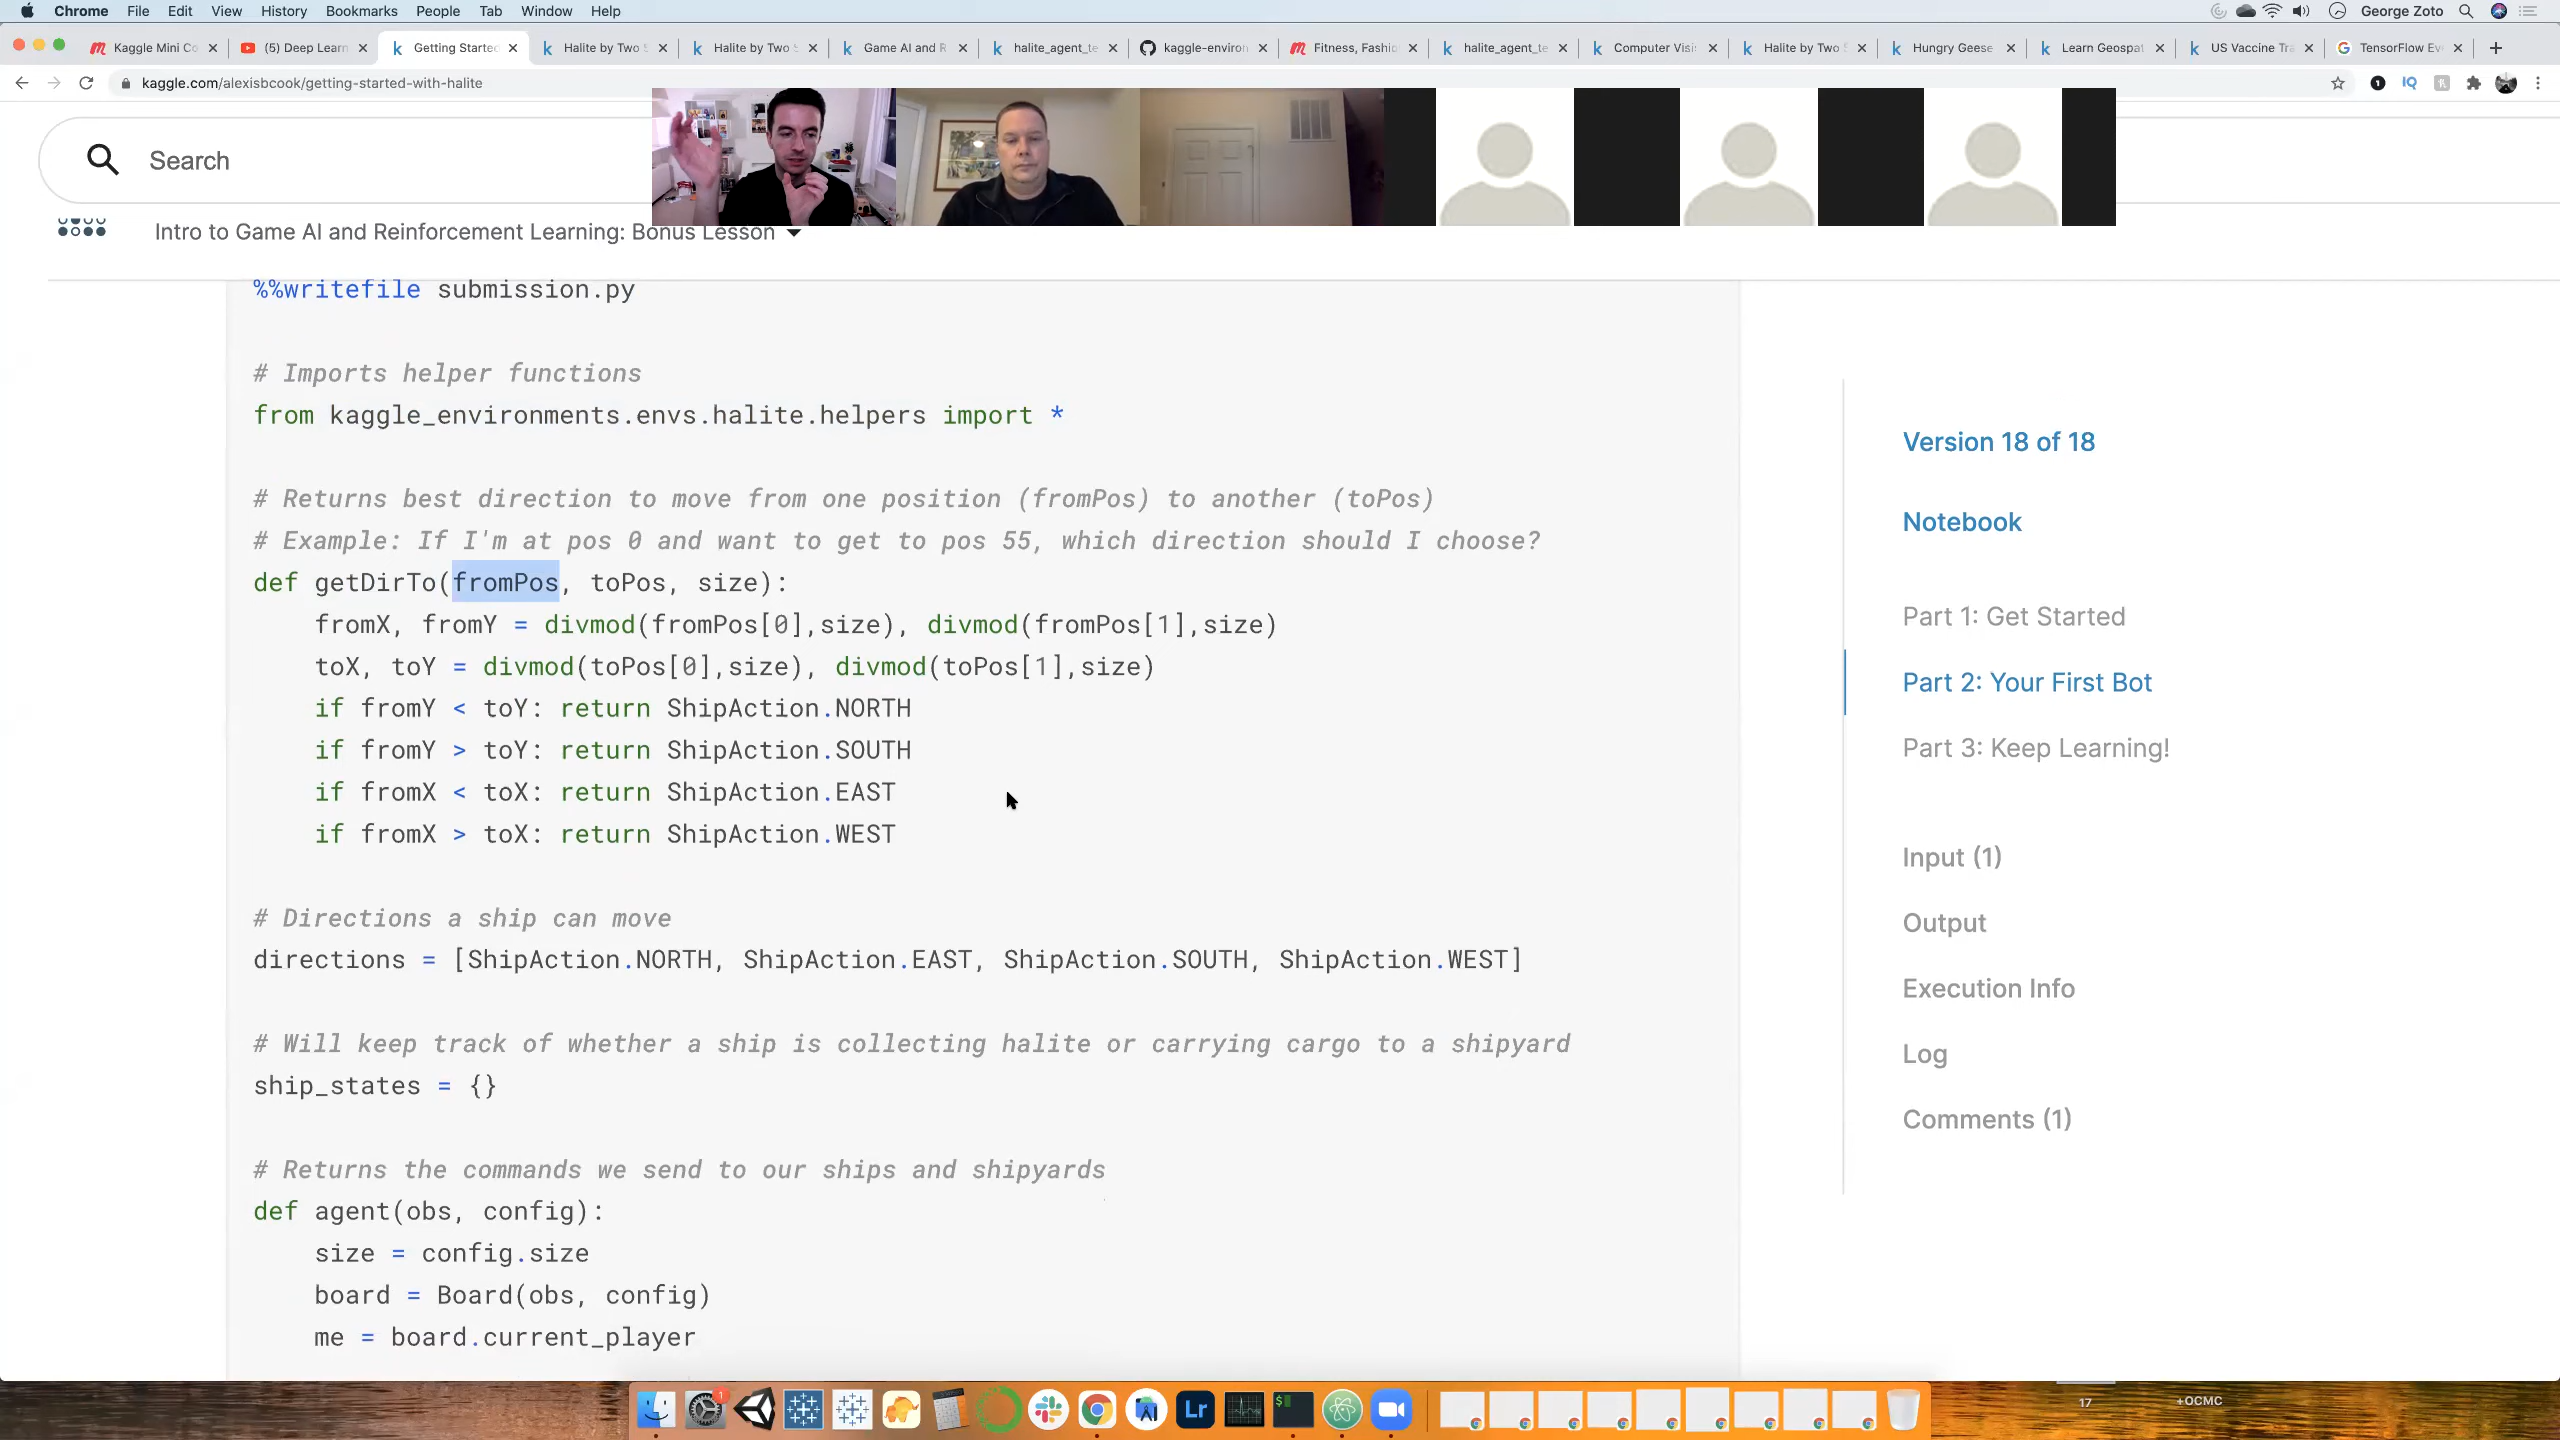 Chrome File Edit View History Bookmarks People Tab Window Help George Zoto
Kaggle Mini Co (5) Deep Learn Getting Started Halite by Two S Halite by Two S Game AI and R halite_agent_te kaggle-environ Fitness, Fashio halite_agent_te Computer Visi Halite by Two S Hungry Geese Learn Geospat US Vaccine Tra TensorFlow Ev
kaggle.com/alexisbcook/getting-started-with-halite
Search
Intro to Game AI and Reinforcement Learning: Bonus Lesson
%%writefile submission.py
# Imports helper functions
from kaggle_environments.envs.halite.helpers import *
# Returns best direction to move from one position (fromPos) to another (toPos)
# Example: If I'm at pos 0 and want to get to pos 55, which direction should I choose?
def getDirTo(fromPos, toPos, size):
fromX, fromY = divmod(fromPos[0],size), divmod(fromPos[1],size)
toX, toY = divmod(toPos[0],size), divmod(toPos[1],size)
if fromY < toY: return ShipAction.NORTH
if fromY > toY: return ShipAction.SOUTH
if fromX < toX: return ShipAction.EAST
if fromX > toX: return ShipAction.WEST
# Directions a ship can move
directions = [ShipAction.NORTH, ShipAction.EAST, ShipAction.SOUTH, ShipAction.WEST]
# Will keep track of whether a ship is collecting halite or carrying cargo to a shipyard
ship_states = {}
# Returns the commands we send to our ships and shipyards
def agent(obs, config):
size = config.size
board = Board(obs, config)
me = board.current_player
Version 18 of 18
Notebook
Part 1: Get Started
Part 2: Your First Bot
Part 3: Keep Learning!
Input (1)
Output
Execution Info
Log
Comments (1)
1
Lr
17
+OCMC